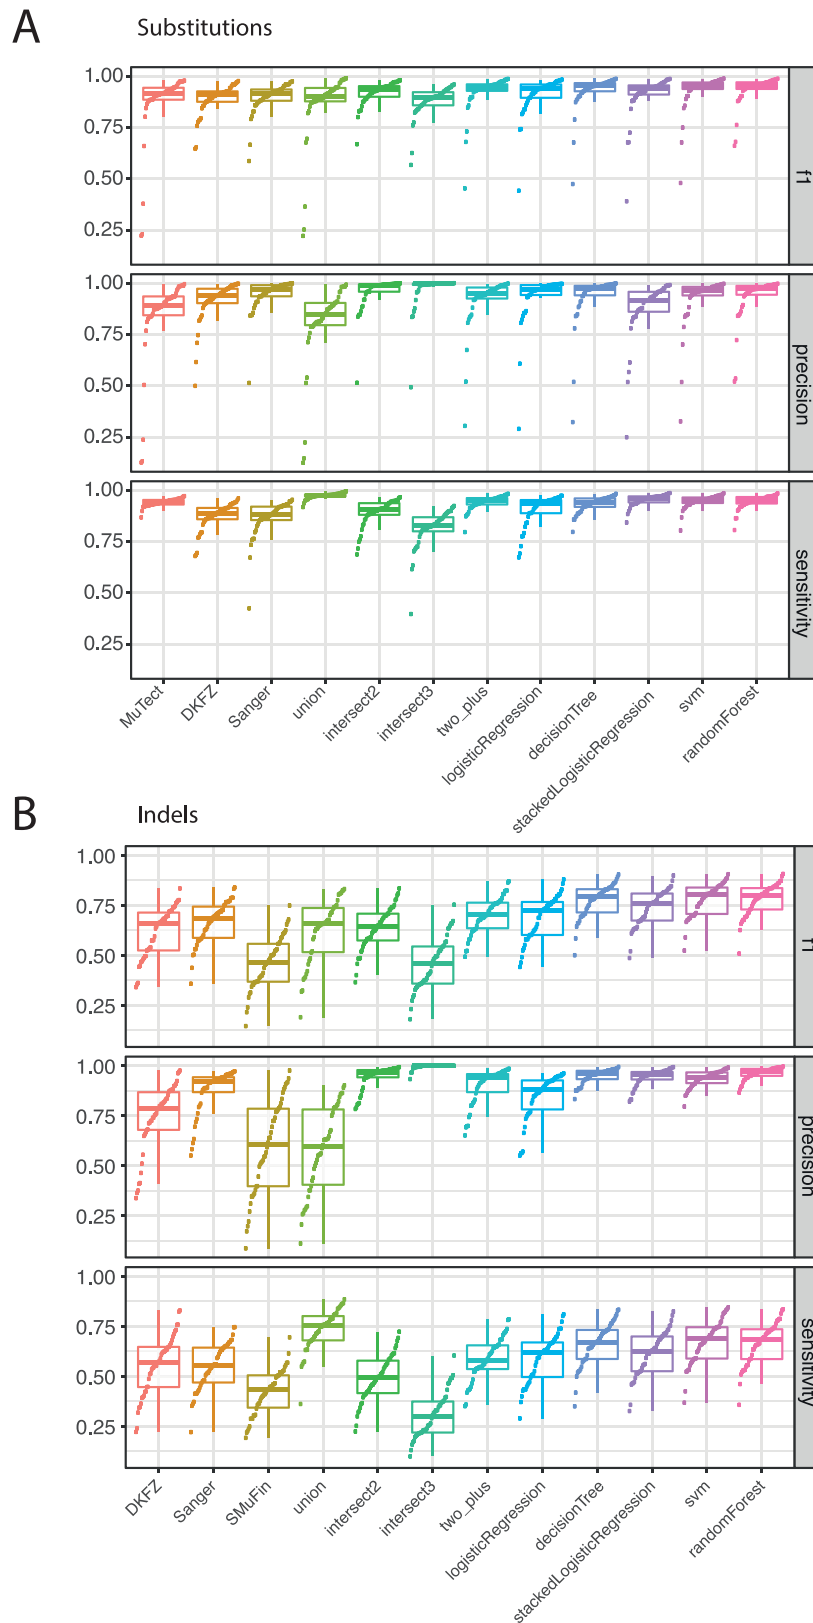 A
Substitutions
1.00
0.75
0.50
0.25
f1
1.00
0.75
0.50
0.25
precision
1.00
0.75
0.50
0.25
sensitivity
MuTect
DKFZ
Sanger
union
intersect2
intersect3
two_plus
logisticRegression
decisionTree
stackedLogisticRegression
svm
randomForest
B
Indels
1.00
0.75
0.50
0.25
f1
1.00
0.75
0.50
0.25
precision
1.00
0.75
0.50
0.25
sensitivity
DKFZ
Sanger
SMuFin
union
intersect2
intersect3
two_plus
logisticRegression
decisionTree
stackedLogisticRegression
svm
randomForest